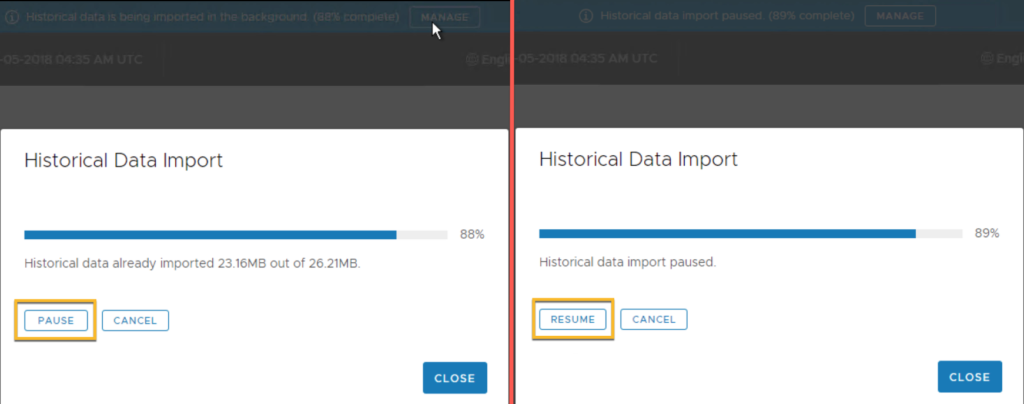 Historical data is being imported in the background. (88% complete) MANAGE
-05-2018 04:35 AM UTC Engli
Historical Data Import
88%
Historical data already imported 23.16MB out of 26.21MB.
PAUSE CANCEL
CLOSE
Historical data import paused. (89% complete) MANAGE
-05-2018 04:35 AM UTC Engli
Historical Data Import
89%
Historical data import paused.
RESUME CANCEL
CLOSE